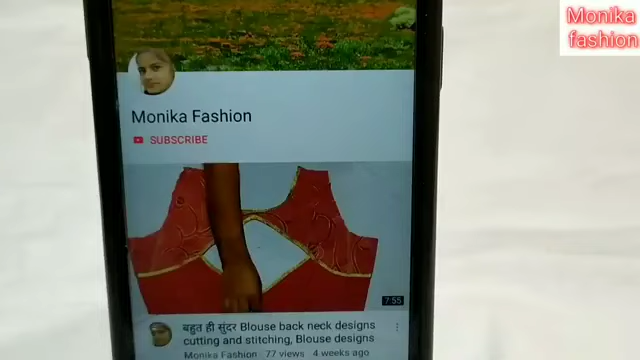 Monika
fashion
Monika Fashion
SUBSCRIBE
7:55
बहुत ही सुंदर Blouse back neck designs
cutting and stitching, Blouse designs
Monika Fashion 77 views 4 weeks ago